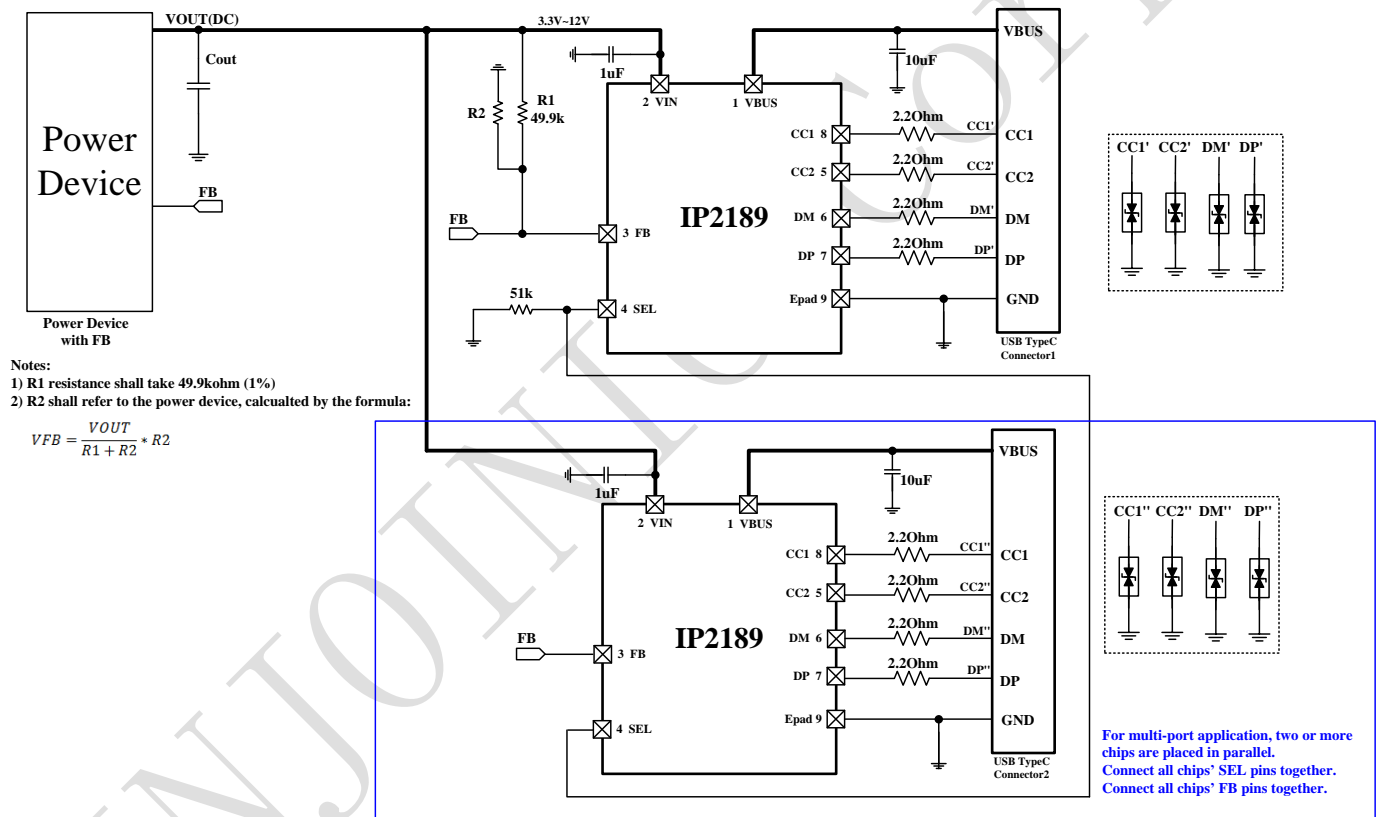 VOUT(DC)
3.3V~12V
Cout
1uF
10uF
VBUS
R2
R1
49.9k
2 VIN
1 VBUS
Power
Device
FB
FB
3 FB
IP2189
CC1 8
2.2Ohm
CC1'
CC1
CC2 5
2.2Ohm
CC2'
CC2
DM 6
2.2Ohm
DM'
DM
DP 7
2.2Ohm
DP'
DP
51k
4 SEL
Epad 9
GND
CC1' CC2' DM' DP'
Power Device
with FB
USB TypeC
Connector1
Notes:
1) R1 resistance shall take 49.9kohm (1%)
2) R2 shall refer to the power device, calcualted by the formula:
VFB = VOUT / R1 + R2 * R2
1uF
10uF
VBUS
2 VIN
1 VBUS
FB
3 FB
IP2189
CC1 8
2.2Ohm
CC1''
CC1
CC2 5
2.2Ohm
CC2''
CC2
DM 6
2.2Ohm
DM''
DM
DP 7
2.2Ohm
DP''
DP
4 SEL
Epad 9
GND
CC1'' CC2'' DM'' DP''
USB TypeC
Connector2
For multi-port application, two or more
chips are placed in parallel.
Connect all chips' SEL pins together.
Connect all chips' FB pins together.